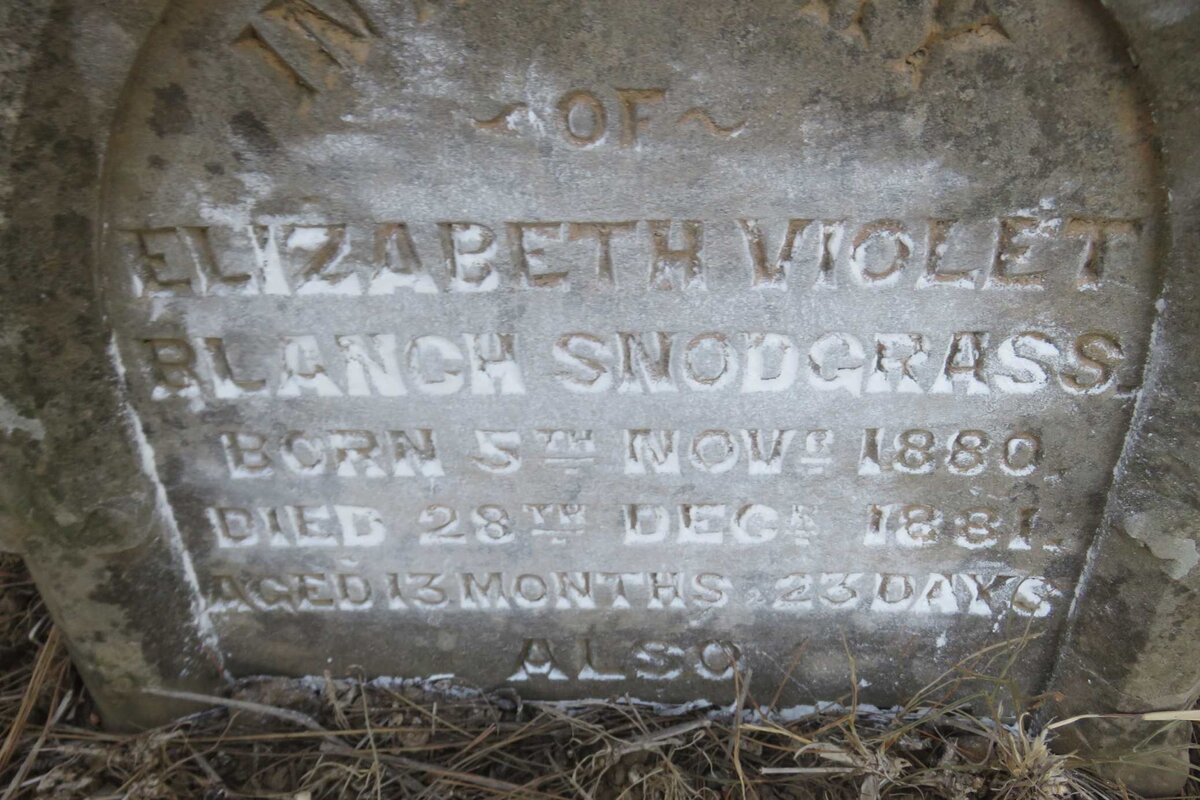 ~ OF ~
ELIZABETH VIOLET
BLANCH SNODGRASS.
BORN 5TH NOVR 1880.
DIED 28TH DECR 1881.
AGED 13 MONTHS. 23 DAYS
ALSO